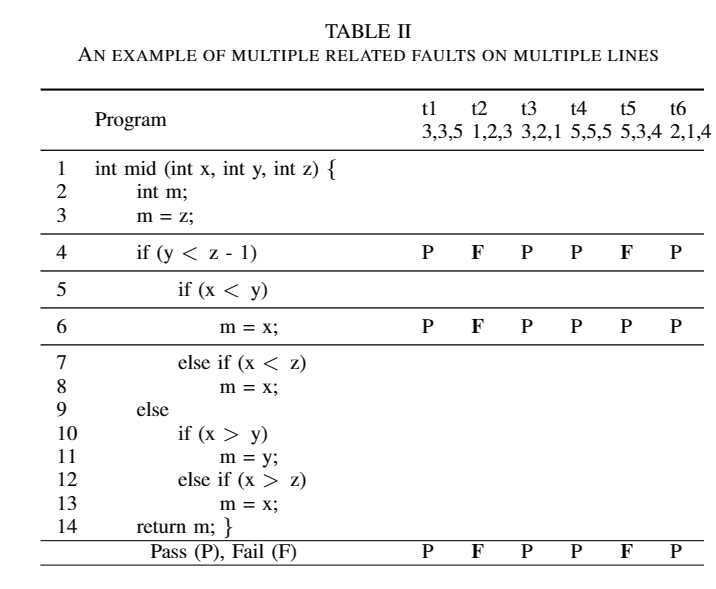 TABLE II
AN EXAMPLE OF MULTIPLE RELATED FAULTS ON MULTIPLE LINES
Program t1 t2 t3 t4 t5 t6
3,3,5 1,2,3 3,2,1 5,5,5 5,3,4 2,1,4
1 int mid (int x, int y, int z) {
2 int m;
3 m = z;
4 if (y < z - 1) P F P P F P
5 if (x < y)
6 m = x; P F P P P P
7 else if (x < z)
8 m = x;
9 else
10 if (x > y)
11 m = y;
12 else if (x > z)
13 m = x;
14 return m; }
Pass (P), Fail (F) P F P P F P